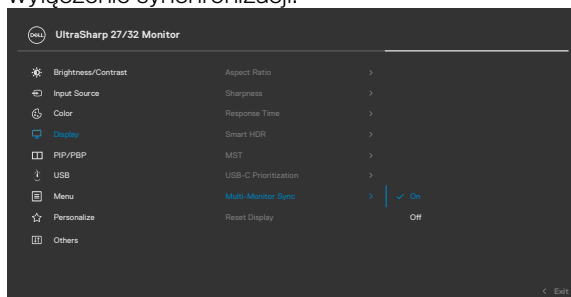 wyłączenie synchronizacji.
DELL UltraSharp 27/32 Monitor
Brightness/Contrast Aspect Ratio >
Input Source Sharpness >
Color Response Time >
Display Smart HDR >
PIP/PBP MST >
USB USB-C Prioritization >
Menu Multi-Monitor Sync > ✓ On
Personalize Reset Display Off
Others
< Exit